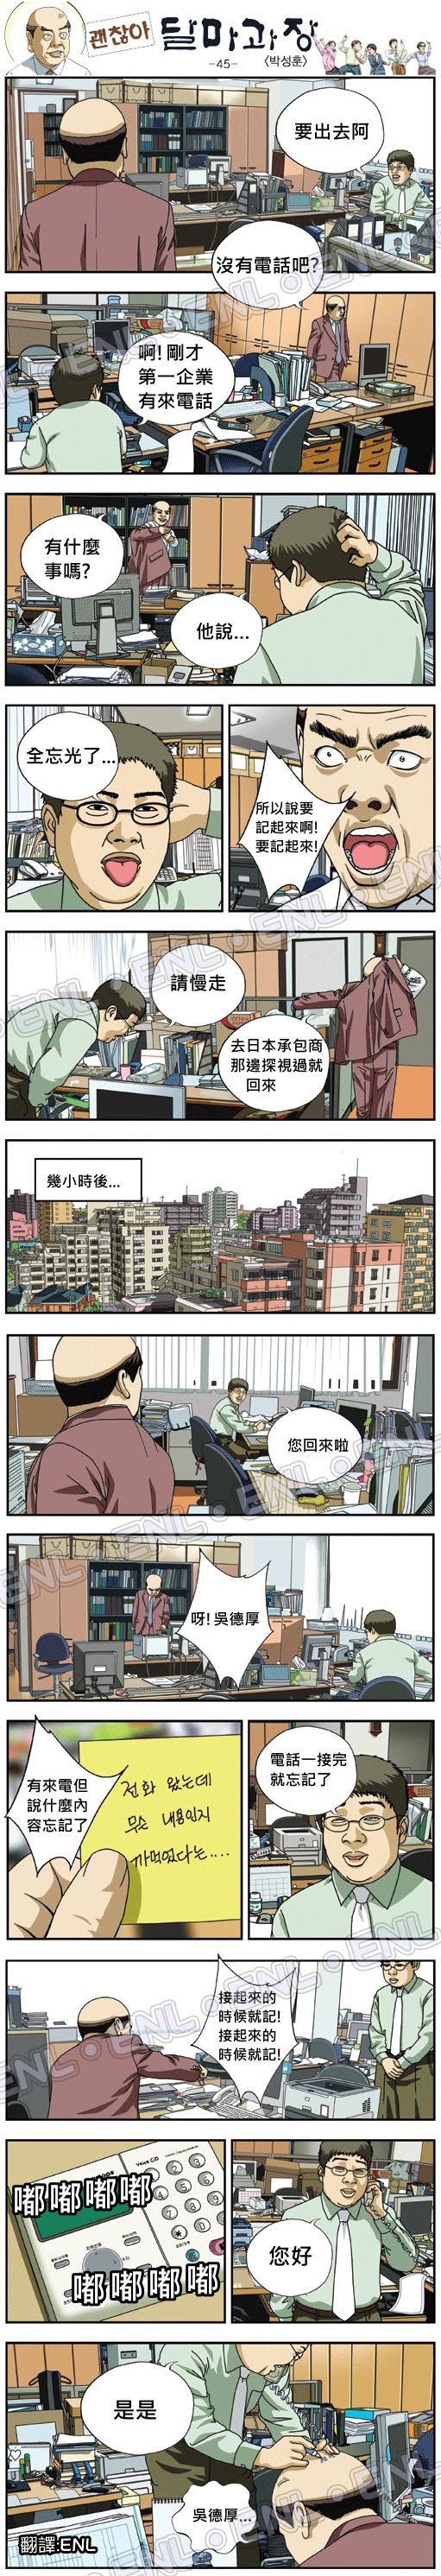 괜찮아
달마과장
-45-
<박성훈>
要出去阿
沒有電話吧?
啊! 剛才
第一企業
有來電話
有什麼
事嗎?
他說...
全忘光了...
所以說要
記起來啊!
要記起來!
請慢走
去日本承包商
那邊探視過就
回來
幾小時後...
您回來啦
呀! 吳德厚
有來電但
說什麼內
容忘記了
전화 왔는데
무슨 내용인지
까먹었다는....
電話一接完
就忘記了
接起來的
時候就記!
接起來的
時候就記!
嘟嘟嘟嘟
嘟嘟嘟嘟
您好
是是
吳德厚...
翻譯:ENL